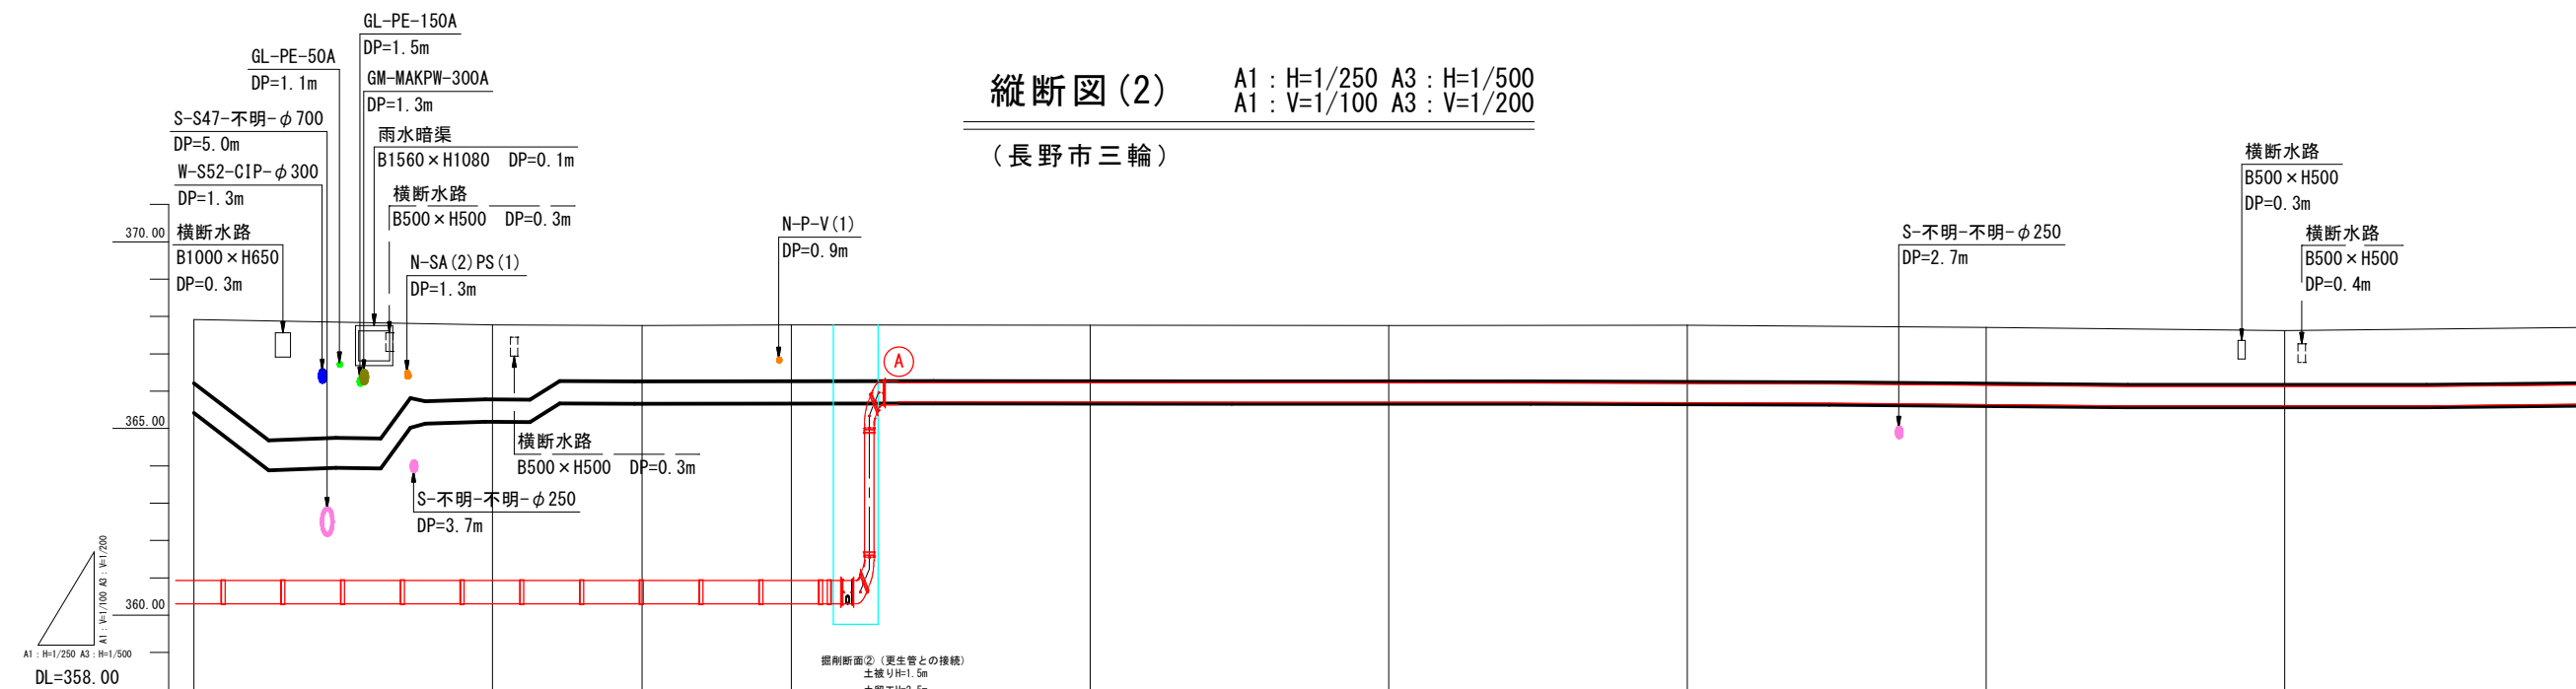 縦断図(2)
A1 : H=1/250 A3 : H=1/500
A1 : V=1/100 A3 : V=1/200
(長野市三輪)
GL-PE-150A
DP=1.5m
GL-PE-50A
DP=1.1m
GM-MAKPW-300A
DP=1.3m
S-S47-不明-φ700
DP=5.0m
雨水暗渠
B1560×H1080 DP=0.1m
W-S52-CIP-φ300
DP=1.3m
横断水路
B500×H500 DP=0.3m
横断水路
B1000×H650
DP=0.3m
N-SA(2)PS(1)
DP=1.3m
N-P-V(1)
DP=0.9m
S-不明-不明-φ250
DP=2.7m
横断水路
B500×H500
DP=0.3m
横断水路
B500×H500
DP=0.4m
370.00
365.00
360.00
A
横断水路
B500×H500 DP=0.3m
S-不明-不明-φ250
DP=3.7m
A1 : V=1/100 A3 : V=1/200
A1 : H=1/250 A3 : H=1/500
DL=358.00
掘削断面②(更生管との接続)
土被りH=1.5m